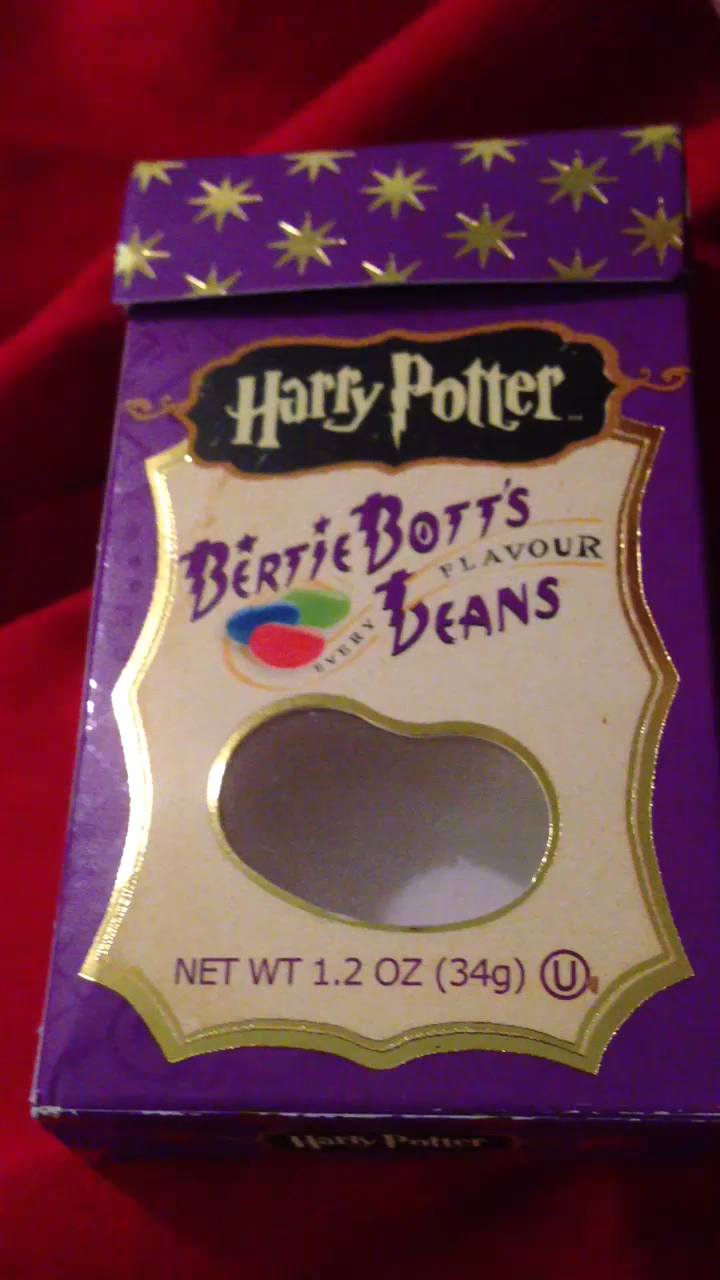 Harry Potter
BERTIE BOTT'S
EVERY FLAVOUR
BEANS
NET WT 1.2 OZ (34g) U
Harry Potter